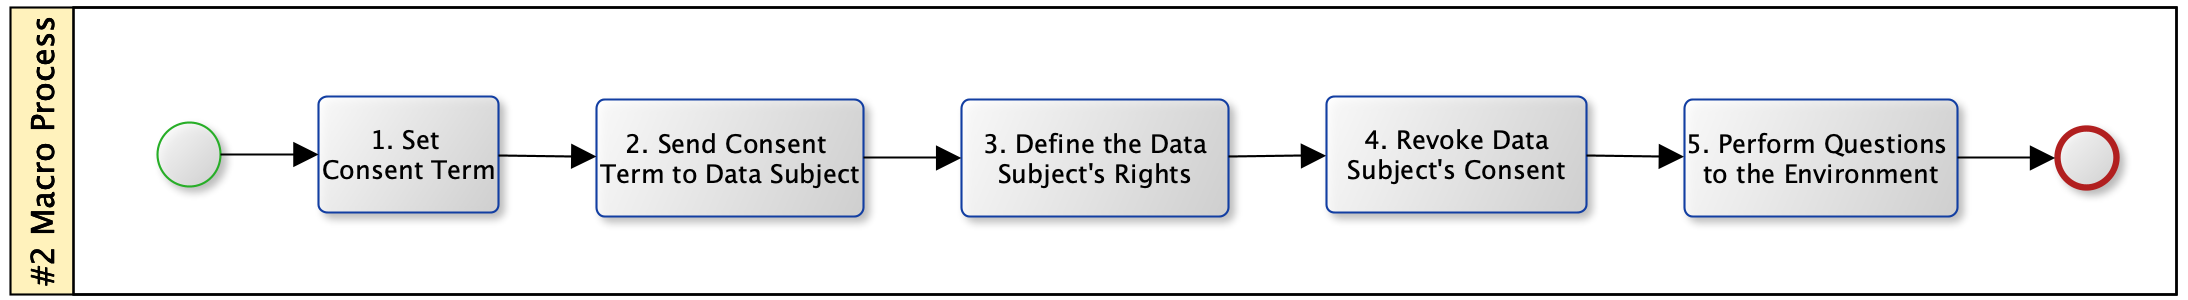 #2 Macro Process
1. Set
Consent Term
2. Send Consent
Term to Data Subject
3. Define the Data
Subject's Rights
4. Revoke Data
Subject's Consent
5. Perform Questions
to the Environment